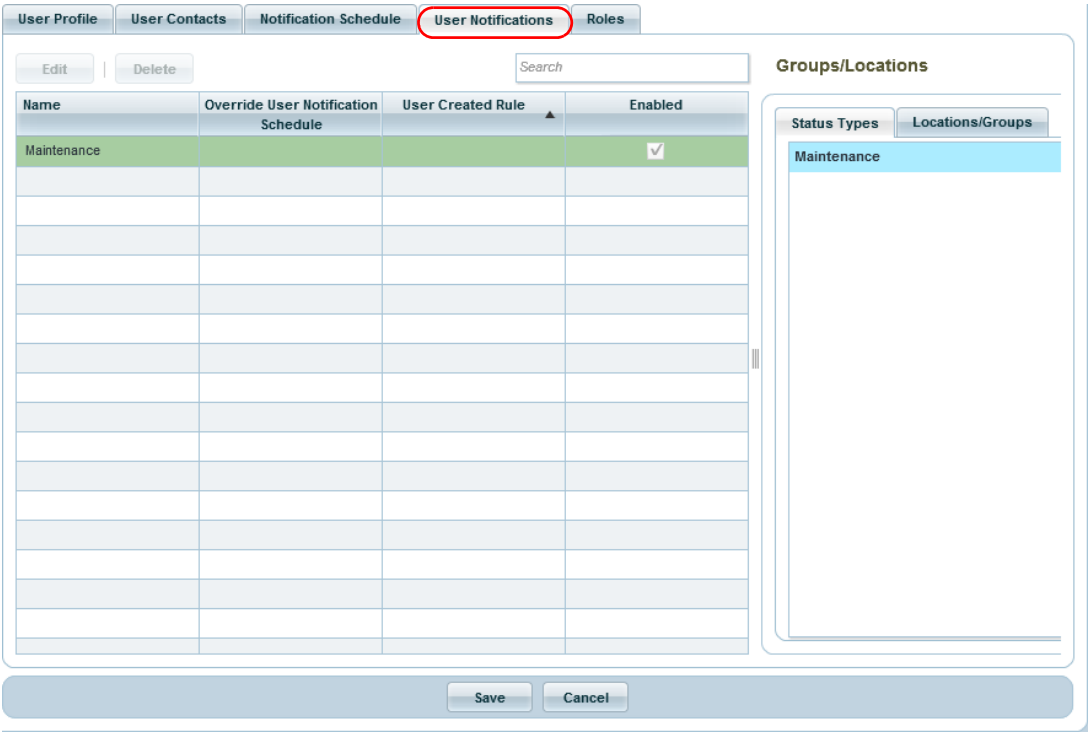 User Profile User Contacts Notification Schedule User Notifications Roles
Edit | Delete Search
Groups/Locations
Name Override User Notification Schedule User Created Rule Enabled
Maintenance
Status Types Locations/Groups
Maintenance
Save Cancel